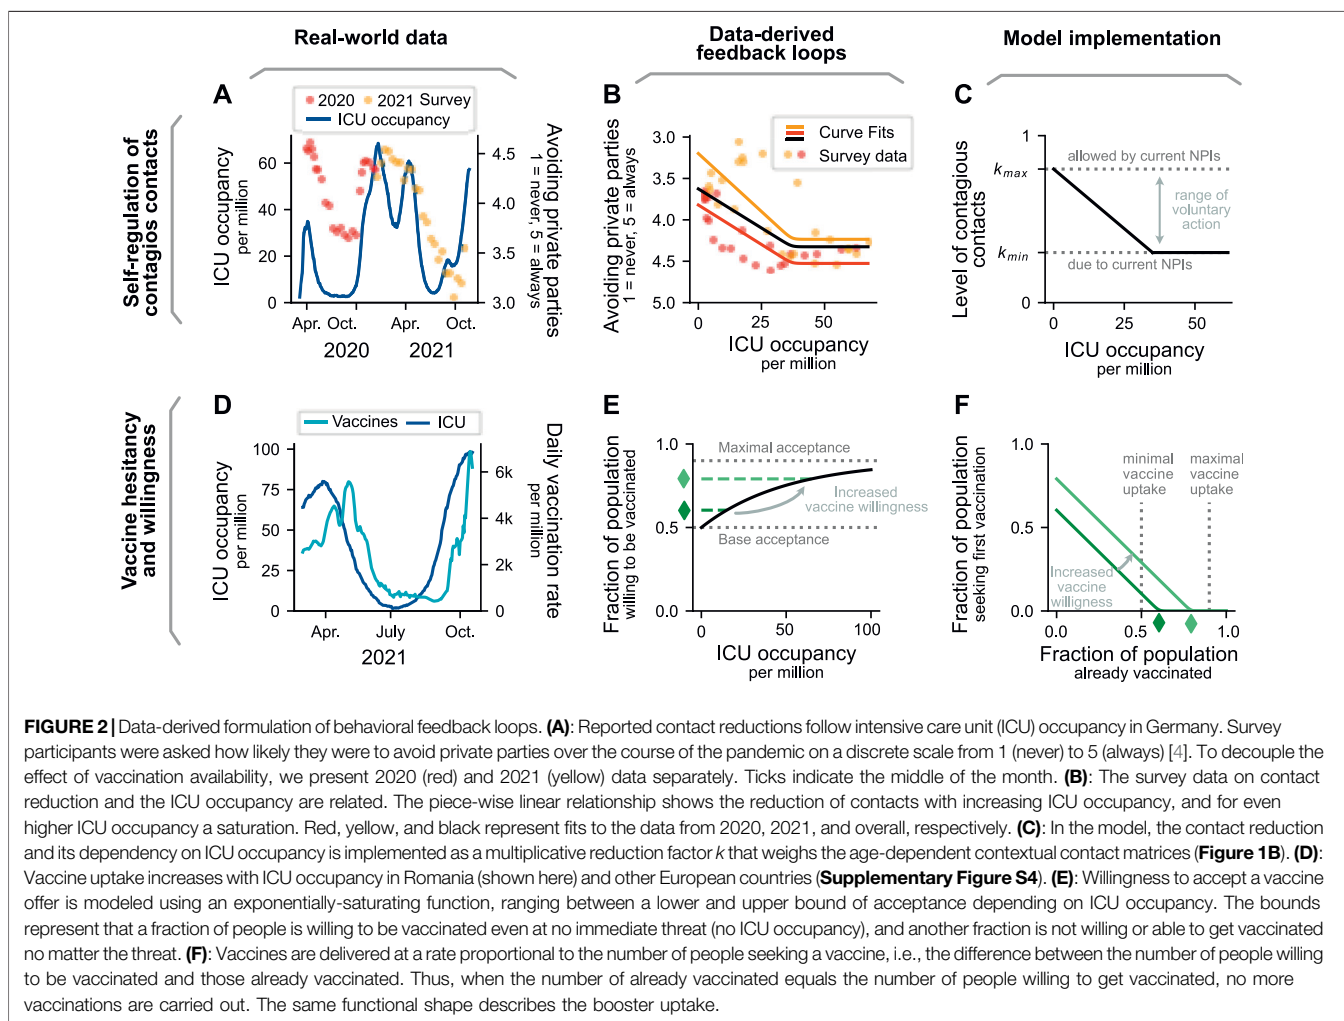 Real-world data
Data-derived
feedback loops
Model implementation
Self-regulation of
contagios contacts
A
2020 2021 Survey
ICU occupancy
ICU occupancy
per million
60
40
20
0
Avoiding private parties
1 = never, 5 = always
4.5
4.0
3.5
3.0
Apr. Oct. Apr. Oct.
2020 2021
B
Curve Fits
Survey data
Avoiding private parties
1 = never, 5 = always
3.0
3.5
4.0
4.5
5.0
0 25 50
ICU occupancy
per million
C
Level of contagious
contacts
1
kmax
kmin
0
allowed by current NPIs
range of
voluntary
action
due to current NPIs
0 25 50
ICU occupancy
per million
Vaccine hesitancy
and willingness
D
Vaccines ICU
ICU occupancy
per million
100
75
50
25
0
Daily vaccination rate
per million
6k
4k
2k
0
Apr. July Oct.
2021
E
Fraction of population
willing to be vaccinated
1.0
0.5
0.0
Maximal acceptance
Increased
vaccine willingness
Base acceptance
0 50 100
ICU occupancy
per million
F
Fraction of population
seeking first vaccination
1.0
0.5
0.0
minimal
vaccine
uptake
maximal
vaccine
uptake
Increased
vaccine
willigness
0.0 0.5 1.0
Fraction of population
already vaccinated
FIGURE 2 | Data-derived formulation of behavioral feedback loops. (A): Reported contact reductions follow intensive care unit (ICU) occupancy in Germany. Survey
participants were asked how likely they were to avoid private parties over the course of the pandemic on a discrete scale from 1 (never) to 5 (always) [4]. To decouple the
effect of vaccination availability, we present 2020 (red) and 2021 (yellow) data separately. Ticks indicate the middle of the month. (B): The survey data on contact
reduction and the ICU occupancy are related. The piece-wise linear relationship shows the reduction of contacts with increasing ICU occupancy, and for even
higher ICU occupancy a saturation. Red, yellow, and black represent fits to the data from 2020, 2021, and overall, respectively. (C): In the model, the contact reduction
and its dependency on ICU occupancy is implemented as a multiplicative reduction factor k that weighs the age-dependent contextual contact matrices (Figure 1B). (D):
Vaccine uptake increases with ICU occupancy in Romania (shown here) and other European countries (Supplementary Figure S4). (E): Willingness to accept a vaccine
offer is modeled using an exponentially-saturating function, ranging between a lower and upper bound of acceptance depending on ICU occupancy. The bounds
represent that a fraction of people is willing to be vaccinated even at no immediate threat (no ICU occupancy), and another fraction is not willing or able to get vaccinated
no matter the threat. (F): Vaccines are delivered at a rate proportional to the number of people seeking a vaccine, i.e., the difference between the number of people willing
to be vaccinated and those already vaccinated. Thus, when the number of already vaccinated equals the number of people willing to get vaccinated, no more
vaccinations are carried out. The same functional shape describes the booster uptake.